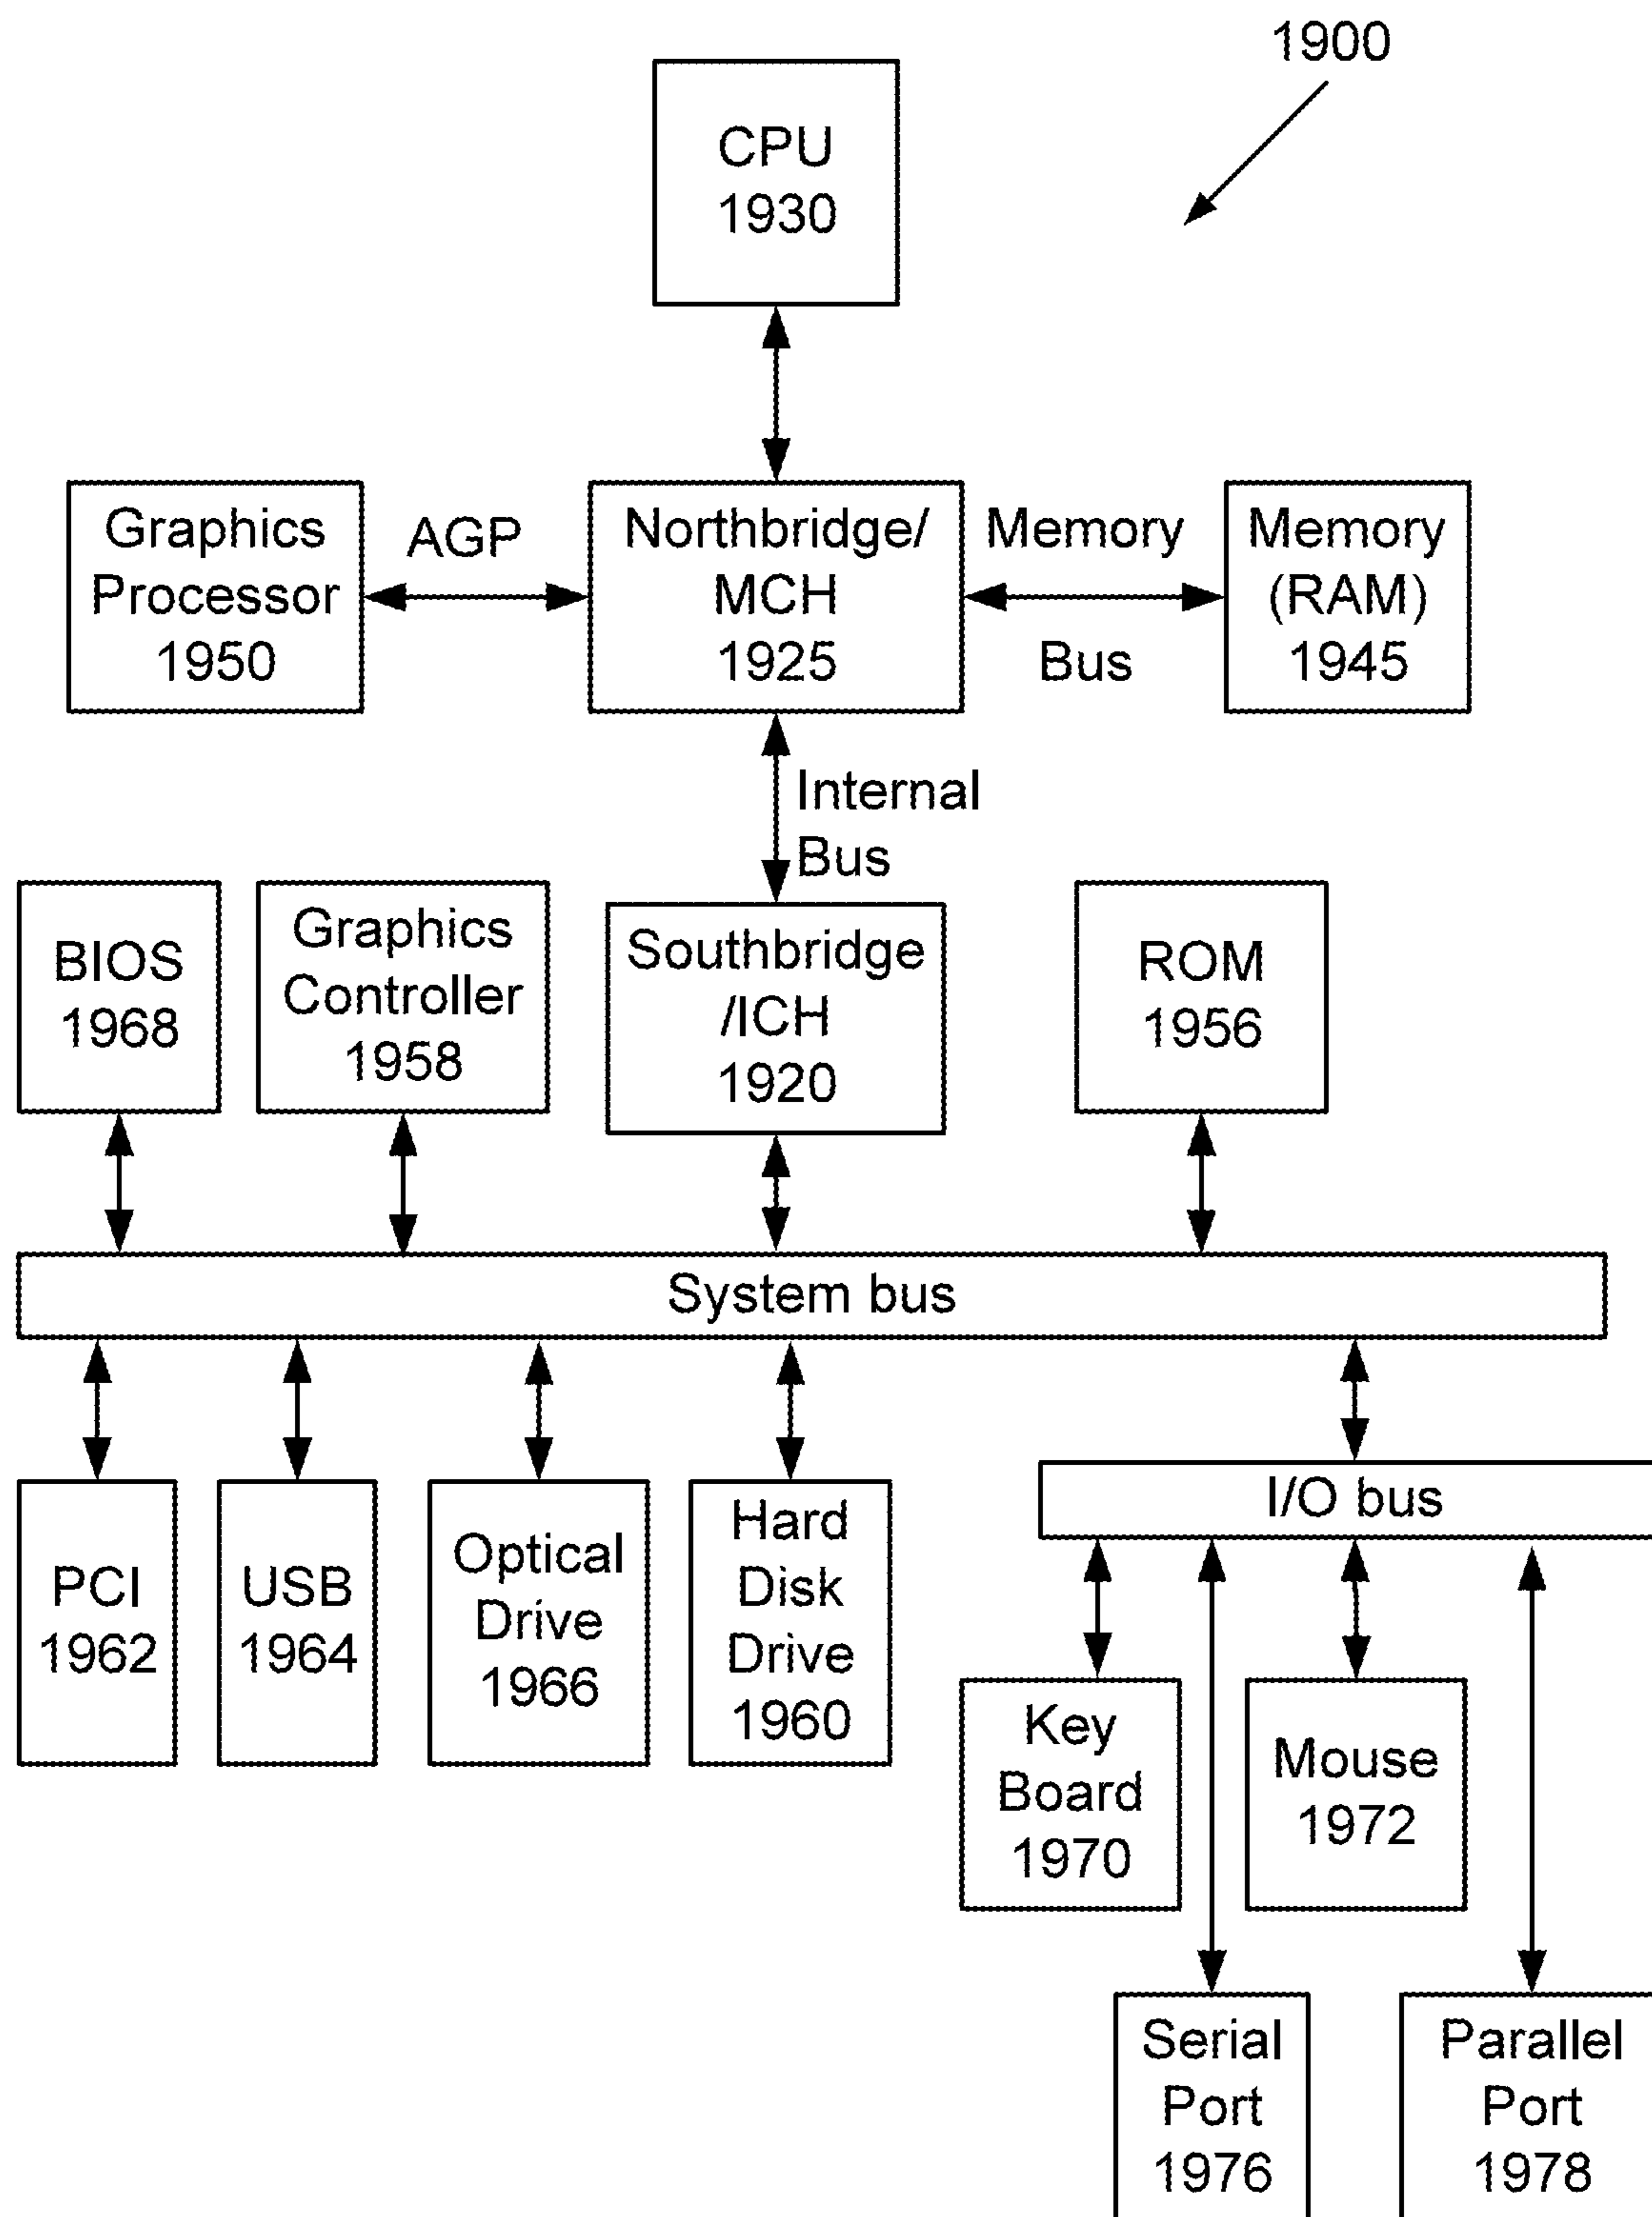 1900
CPU
1930
Graphics
Processor
1950
AGP
Northbridge/
MCH
1925
Memory
Bus
Memory
(RAM)
1945
Internal
Bus
BIOS
1968
Graphics
Controller
1958
Southbridge
/ICH
1920
ROM
1956
System bus
PCI
1962
USB
1964
Optical
Drive
1966
Hard
Disk
Drive
1960
I/O bus
Key
Board
1970
Mouse
1972
Serial
Port
1976
Parallel
Port
1978